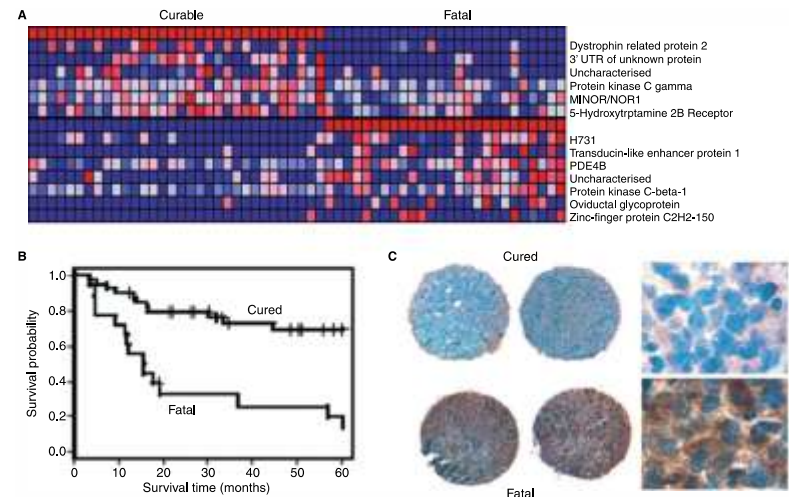 A
Curable Fatal
Dystrophin related protein 2
3' UTR of unknown protein
Uncharacterised
Protein kinase C gamma
MINOR/NOR1
5-Hydroxytrptamine 2B Receptor
H731
Transducin-like enhancer protein 1
PDE4B
Uncharacterised
Protein kinase C-beta-1
Oviductal glycoprotein
Zinc-finger protein C2H2-150
B
Survival probability
1.0
0.8
0.6
0.4
0.2
0.0
Cured
Fatal
0 10 20 30 40 50 60
Survival time (months)
C
Cured
Fatal